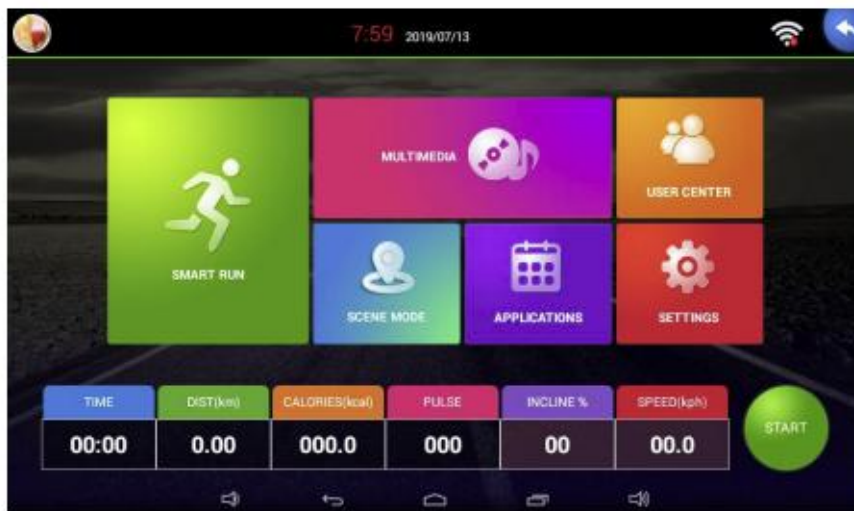 7:59 2019/07/13
MULTIMEDIA
USER CENTER
SMART RUN
SCENE MODE
APPLICATIONS
SETTINGS
TIME DIST(km) CALORIES(kcal) PULSE INCLINE % SPEED(kph)
00:00 0.00 000.0 000 00 00.0
START